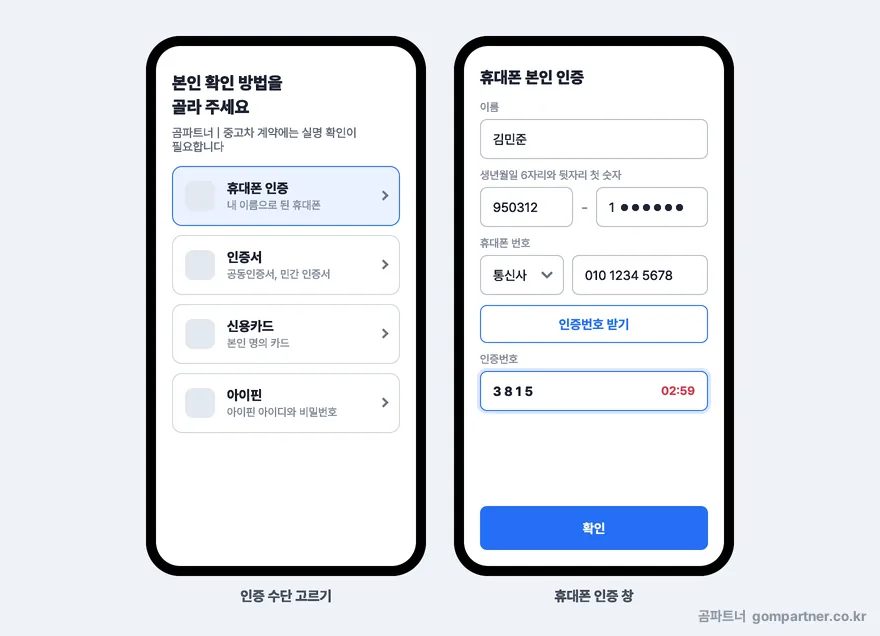 본인 확인 방법을
골라 주세요
곰파트너 | 중고차 계약에는 실명 확인이
필요합니다
휴대폰 인증
내 이름으로 된 휴대폰
인증서
공동인증서, 민간 인증서
신용카드
본인 명의 카드
아이핀
아이핀 아이디와 비밀번호
인증 수단 고르기
휴대폰 본인 인증
이름
김민준
생년월일 6자리와 뒷자리 첫 숫자
950312 - 1 ●●●●●●
휴대폰 번호
통신사 010 1234 5678
인증번호 받기
인증번호
3815 02:59
확인
휴대폰 인증 창
곰파트너 gompartner.co.kr